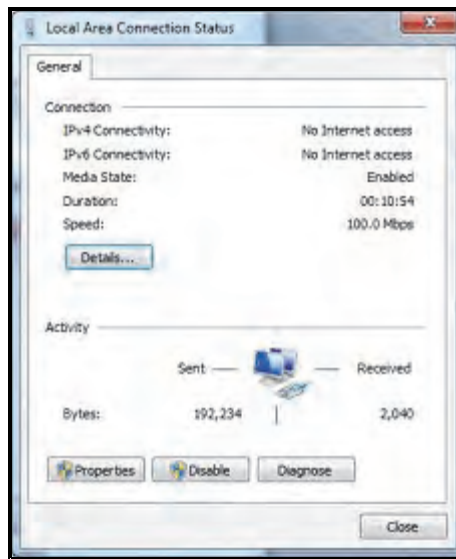 Local Area Connection Status
General
Connection
IPv4 Connectivity: No Internet access
IPv6 Connectivity: No Internet access
Media State: Enabled
Duration: 00:10:54
Speed: 100.0 Mbps
Details...
Activity
Sent — — Received
Bytes: 192,234 | 2,040
Properties Disable Diagnose
Close